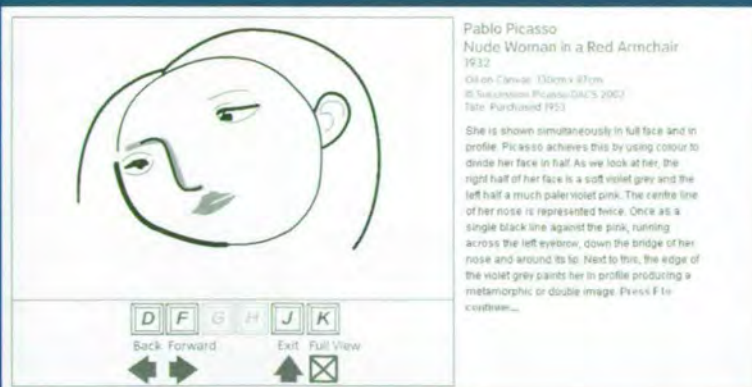 Pablo Picasso
Nude Woman in a Red Armchair
1932
Oil on Canvas 130cm x 97cm
© Succession Picasso/DACS 2002
Tate. Purchased 1953
She is shown simultaneously in full face and in
profile. Picasso achieves this by using colour to
divide her face in half. As we look at her, the
right half of her face is a soft violet grey and the
left half a much paler violet pink. The centre line
of her nose is represented twice. Once as a
single black line against the pink, running
across the left eyebrow, down the bridge of her
nose and around its tip. Next to this, the edge of
the violet grey paints her in profile producing a
metamorphic or double image. Press F to
continue...
D F G H J K
Back Forward Exit Full View